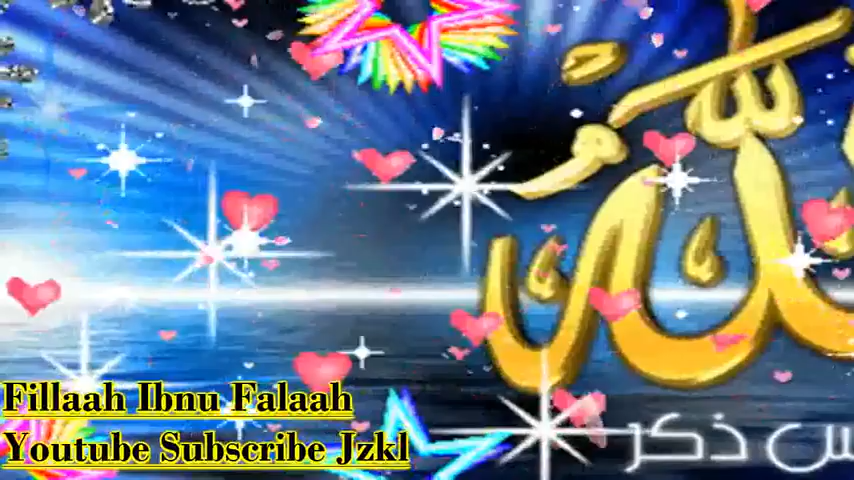 الله
س ذكر
Fillaah Ibnu Falaah
Youtube Subscribe Jzkl